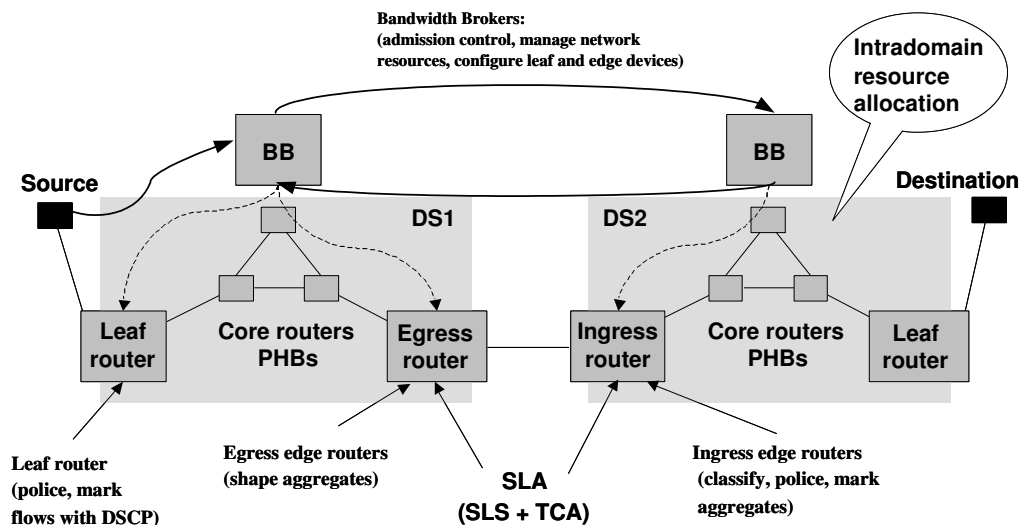 Bandwidth Brokers:
(admission control, manage network
resources, configure leaf and edge devices)
Intradomain
resource
allocation
BB
BB
Source
Destination
DS1
DS2
Leaf
router
Core routers
PHBs
Egress
router
Ingress
router
Core routers
PHBs
Leaf
router
Leaf router
(police, mark
flows with DSCP)
Egress edge routers
(shape aggregates)
SLA
(SLS + TCA)
Ingress edge routers
(classify, police, mark
aggregates)